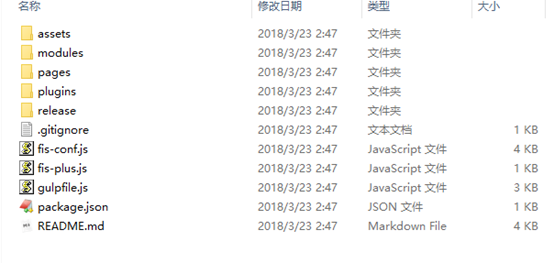 名称 修改日期 类型 大小
assets 2018/3/23 2:47 文件夹
modules 2018/3/23 2:47 文件夹
pages 2018/3/23 2:47 文件夹
plugins 2018/3/23 2:47 文件夹
release 2018/3/23 2:47 文件夹
.gitignore 2018/3/23 2:47 文本文档 1 KB
fis-conf.js 2018/3/23 2:47 JavaScript 文件 4 KB
fis-plus.js 2018/3/23 2:47 JavaScript 文件 1 KB
gulpfile.js 2018/3/23 2:47 JavaScript 文件 3 KB
package.json 2018/3/23 2:47 JSON 文件 1 KB
README.md 2018/3/23 2:47 Markdown File 4 KB